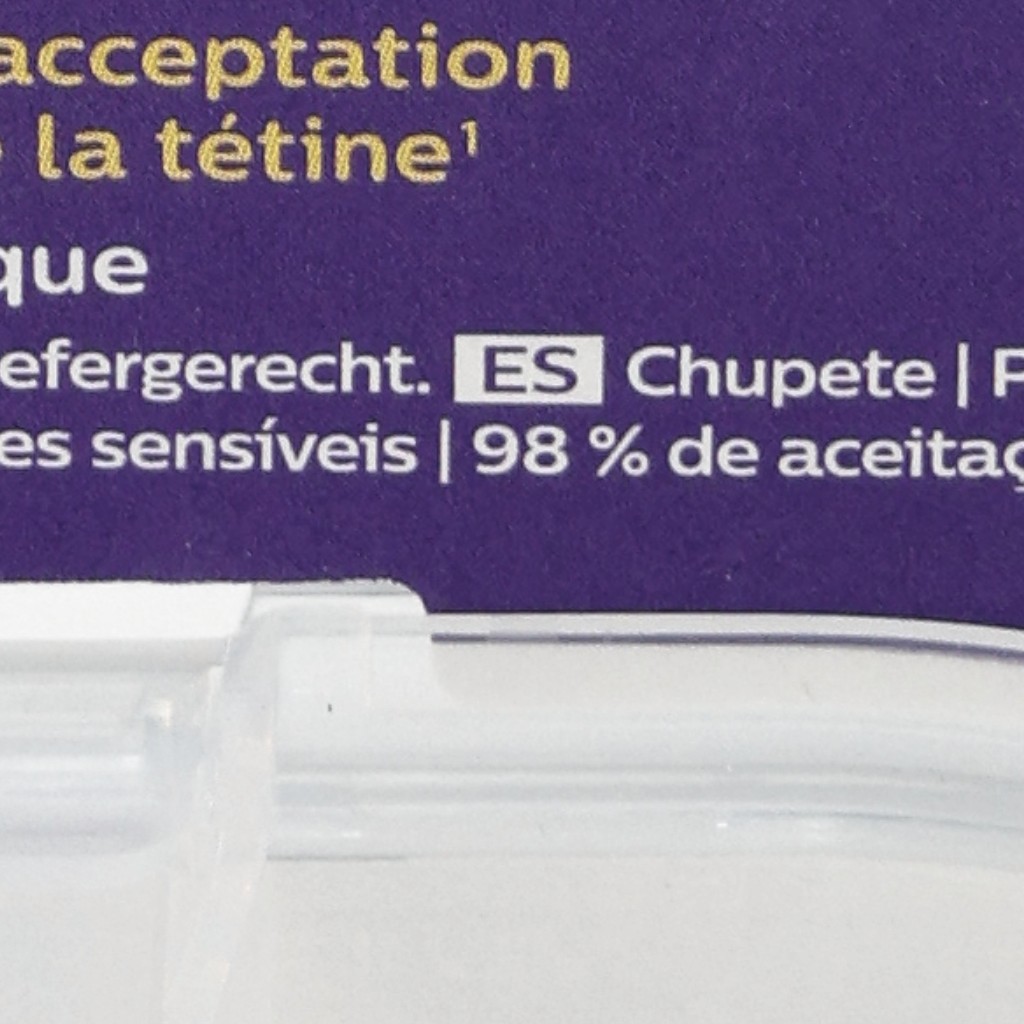 acceptation
la tétine¹
que
efergerecht. ES Chupete | P
es sensíveis | 98 % de aceitaç